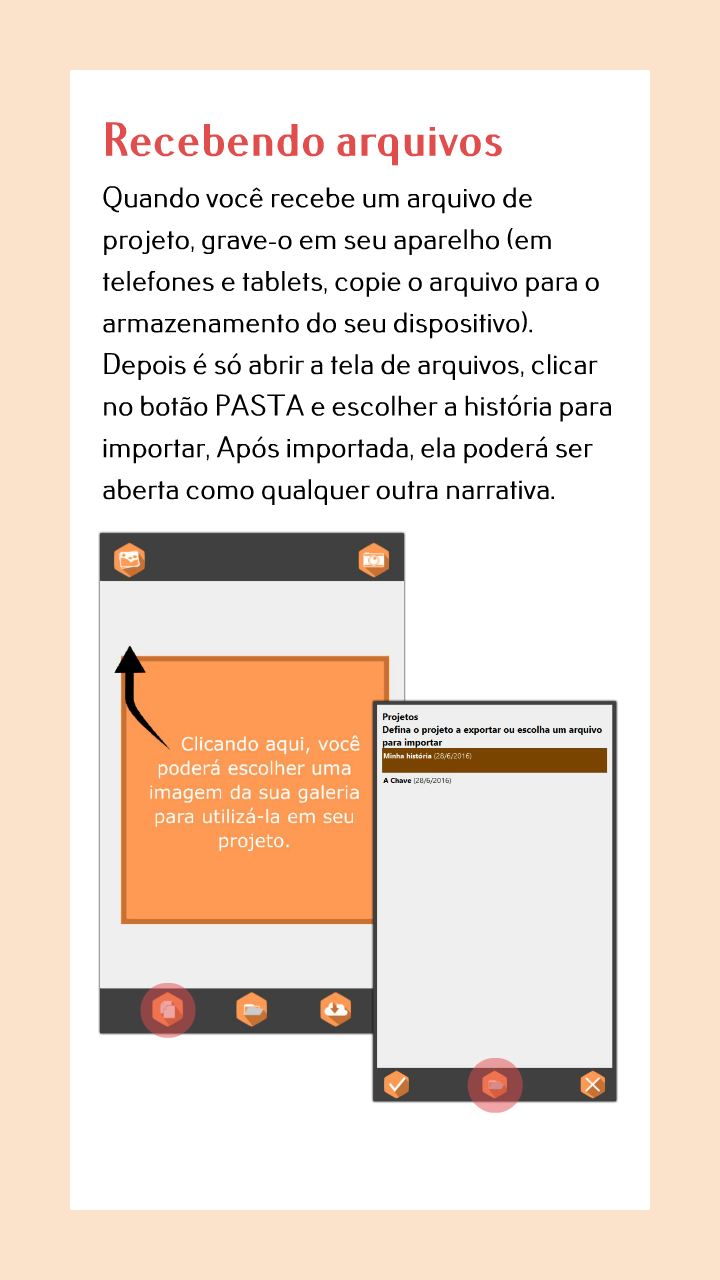 Recebendo arquivos
Quando você recebe um arquivo de
projeto, grave-o em seu aparelho (em
telefones e tablets, copie o arquivo para o
armazenamento do seu dispositivo).
Depois é só abrir a tela de arquivos, clicar
no botão PASTA e escolher a história para
importar, Após importada, ela poderá ser
aberta como qualquer outra narrativa.
Clicando aqui, você
poderá escolher uma
imagem da sua galeria
para utilizá-la em seu
projeto.
Projetos
Defina o projeto a exportar ou escolha um arquivo
para importar
Minha história (28/6/2016)
A Chave (28/6/2016)